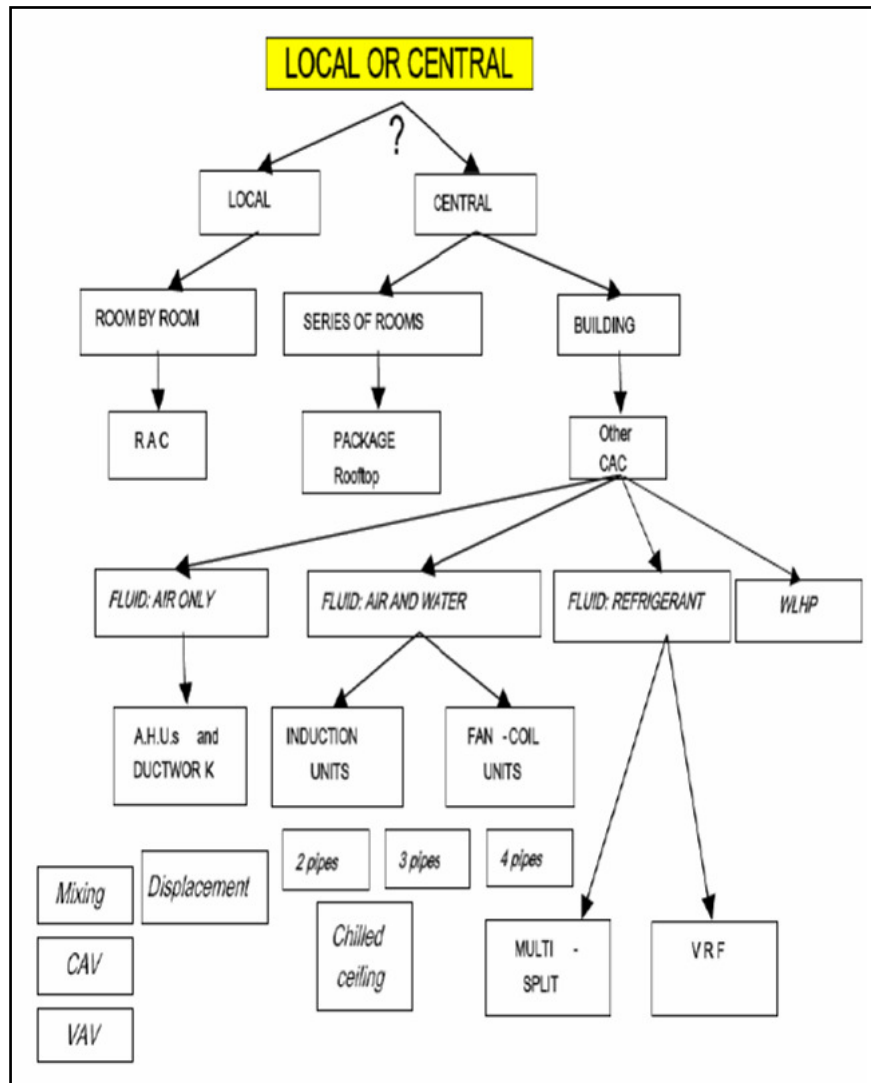 LOCAL OR CENTRAL
?
LOCAL
CENTRAL
ROOM BY ROOM
SERIES OF ROOMS
BUILDING
R A C
PACKAGE
Rooftop
Other
CAC
FLUID: AIR ONLY
FLUID: AIR AND WATER
FLUID: REFRIGERANT
WLHP
A.H.U.s and
DUCTWOR K
INDUCTION
UNITS
FAN - COIL
UNITS
2 pipes
3 pipes
4 pipes
Mixing
Displacement
Chilled
ceiling
MULTI -
SPLIT
V R F
CAV
VAV